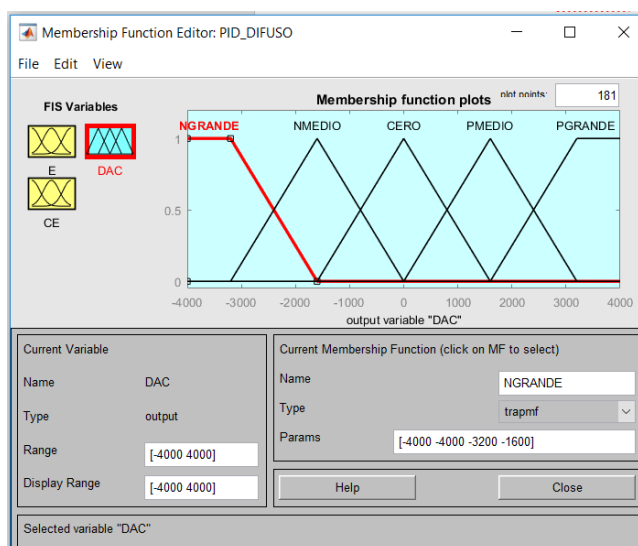 Membership Function Editor: PID_DIFUSO
File Edit View
FIS Variables
E
DAC
CE
Membership function plots
plot points:
181
NGRANDE NMEDIO CERO PMEDIO PGRANDE
1
0.5
0
-4000 -3000 -2000 -1000 0 1000 2000 3000 4000
output variable "DAC"
Current Variable
Name DAC
Type output
Range [-4000 4000]
Display Range [-4000 4000]
Current Membership Function (click on MF to select)
Name NGRANDE
Type trapmf
Params [-4000 -4000 -3200 -1600]
Help Close
Selected variable "DAC"